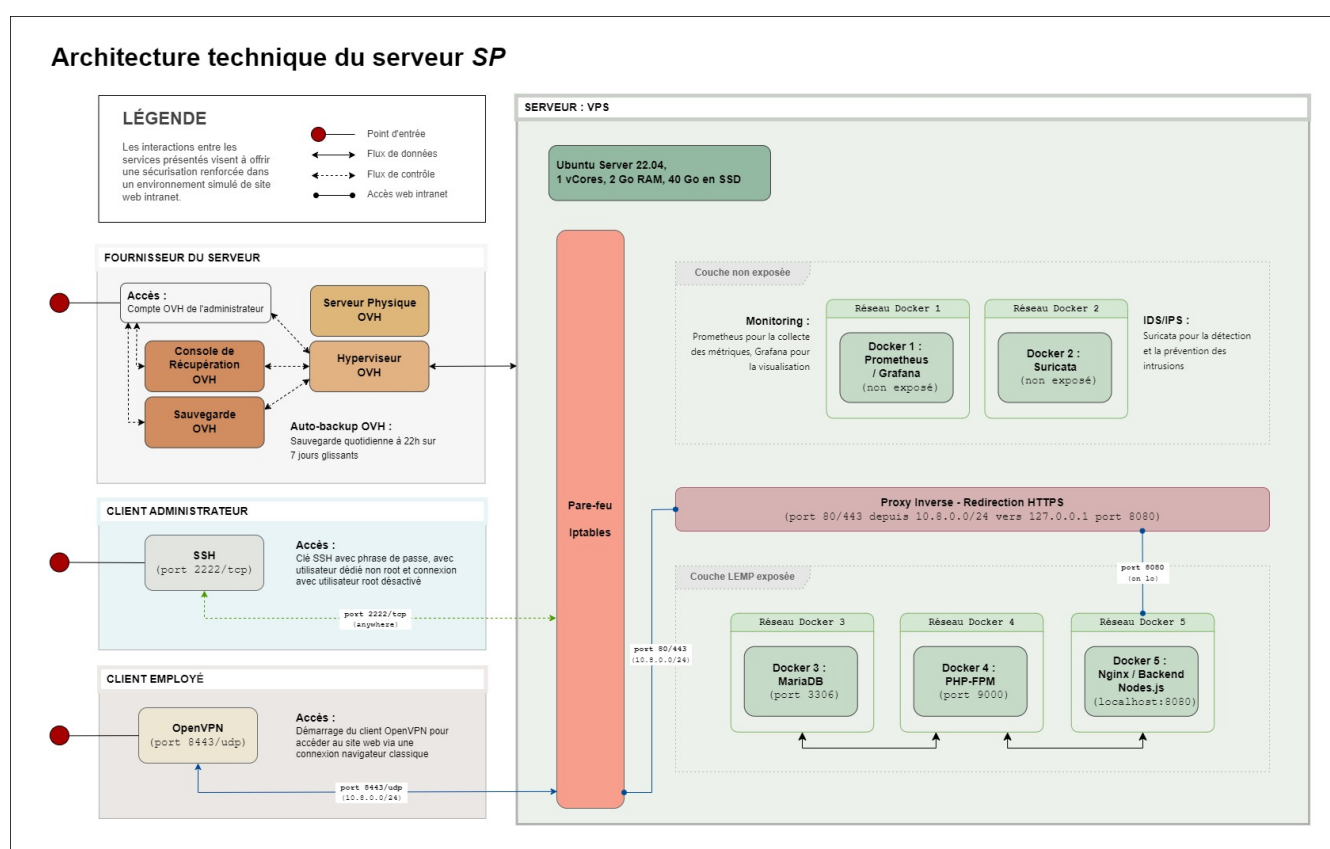 Architecture technique du serveur SP
LÉGENDE
Les interactions entre les
services présentés visent à offrir
une sécurisation renforcée dans
un environnement simulé de site
web intranet.
Point d'entrée
Flux de données
Flux de contrôle
Accès web intranet
FOURNISSEUR DU SERVEUR
Accès :
Compte OVH de l'administrateur
Serveur Physique
OVH
Console de
Récupération
OVH
Hyperviseur
OVH
Sauvegarde
OVH
Auto-backup OVH :
Sauvegarde quotidienne à 22h sur
7 jours glissants
CLIENT ADMINISTRATEUR
SSH
(port 2222/tcp)
Accès :
Clé SSH avec phrase de passe, avec
utilisateur dédié non root et connexion
avec utilisateur root désactivé
port 2222/tcp
(anywhere)
CLIENT EMPLOYÉ
OpenVPN
(port 8443/udp)
Accès :
Démarrage du client OpenVPN pour
accéder au site web via une
connexion navigateur classique
port 8443/udp
(10.8.0.0/24)
SERVEUR : VPS
Ubuntu Server 22.04,
1 vCores, 2 Go RAM, 40 Go en SSD
Pare-feu
Iptables
Couche non exposée
Monitoring :
Prometheus pour la collecte
des métriques, Grafana pour
la visualisation
Réseau Docker 1
Docker 1 :
Prometheus
/ Grafana
(non exposé)
Réseau Docker 2
Docker 2 :
Suricata
(non exposé)
IDS/IPS :
Suricata pour la détection
et la prévention des
intrusions
Proxy Inverse - Redirection HTTPS
(port 80/443 depuis 10.8.0.0/24 vers 127.0.0.1 port 8080)
port 80/443
(10.8.0.0/24)
port 8080
(on lo)
Couche LEMP exposée
Réseau Docker 3
Docker 3 :
MariaDB
(port 3306)
Réseau Docker 4
Docker 4 :
PHP-FPM
(port 9000)
Réseau Docker 5
Docker 5 :
Nginx / Backend
Nodes.js
(localhost:8080)